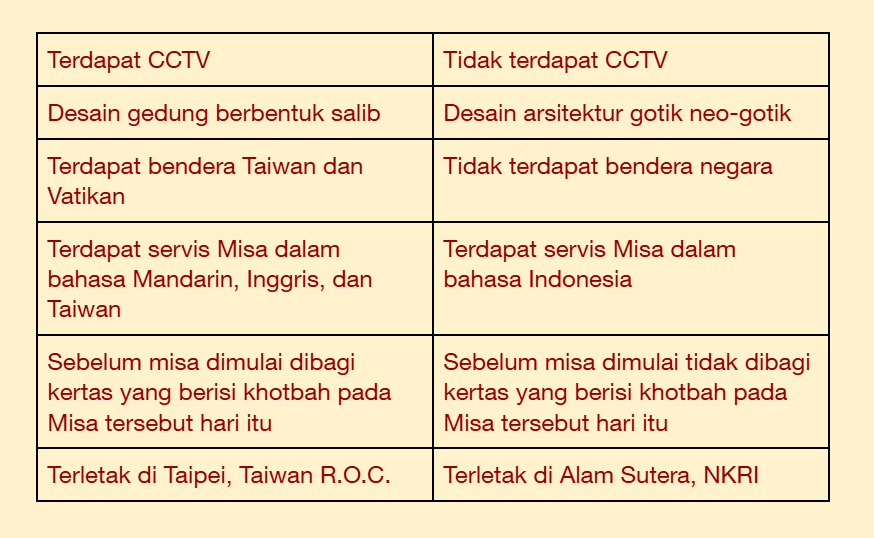 Terdapat CCTV
Tidak terdapat CCTV
Desain gedung berbentuk salib
Desain arsitektur gotik neo-gotik
Terdapat bendera Taiwan dan
Vatikan
Tidak terdapat bendera negara
Terdapat servis Misa dalam
bahasa Mandarin, Inggris, dan
Taiwan
Terdapat servis Misa dalam
bahasa Indonesia
Sebelum misa dimulai dibagi
kertas yang berisi khotbah pada
Misa tersebut hari itu
Sebelum misa dimulai tidak dibagi
kertas yang berisi khotbah pada
Misa tersebut hari itu
Terletak di Taipei, Taiwan R.O.C.
Terletak di Alam Sutera, NKRI